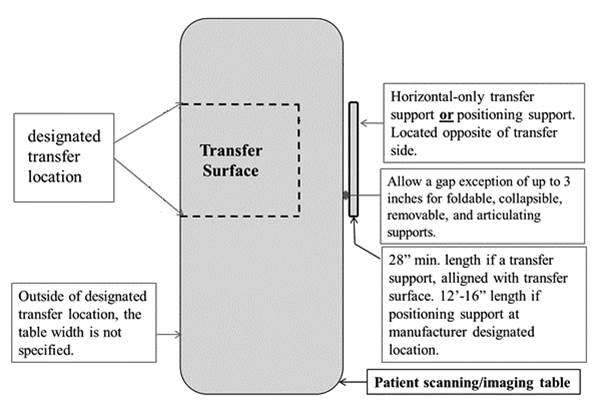 designated
transfer
location
Transfer
Surface
Horizontal-only transfer
support or positioning support.
Located opposite of transfer
side.
Allow a gap exception of up to 3
inches for foldable, collapsible,
removable, and articulating
supports.
28” min. length if a transfer
support, alligned with transfer
surface. 12’-16” length if
positioning support at
manufacturer designated
location.
Outside of designated
transfer location, the
table width is not
specified.
Patient scanning/imaging table